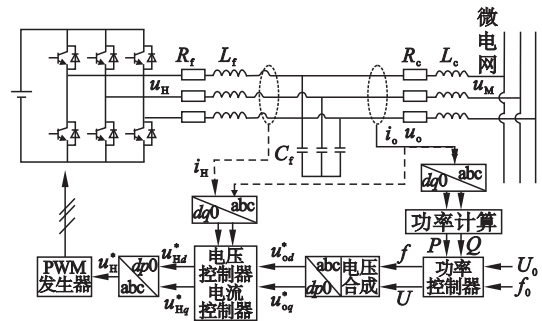 微
电
网
R_f L_f R_c L_c
u_H u_M
i_o u_o
C_f
i_H
abc
dq0
abc
dq0
功率计算
P Q
PWM
发生器
u*_H
dp0
abc
u*_Hd
u*_Hq
电压
控制器
电流
控制器
u*_od
u*_oq
abc
dp0
电压
合成
f
U
功率
控制器
U_0
f_0